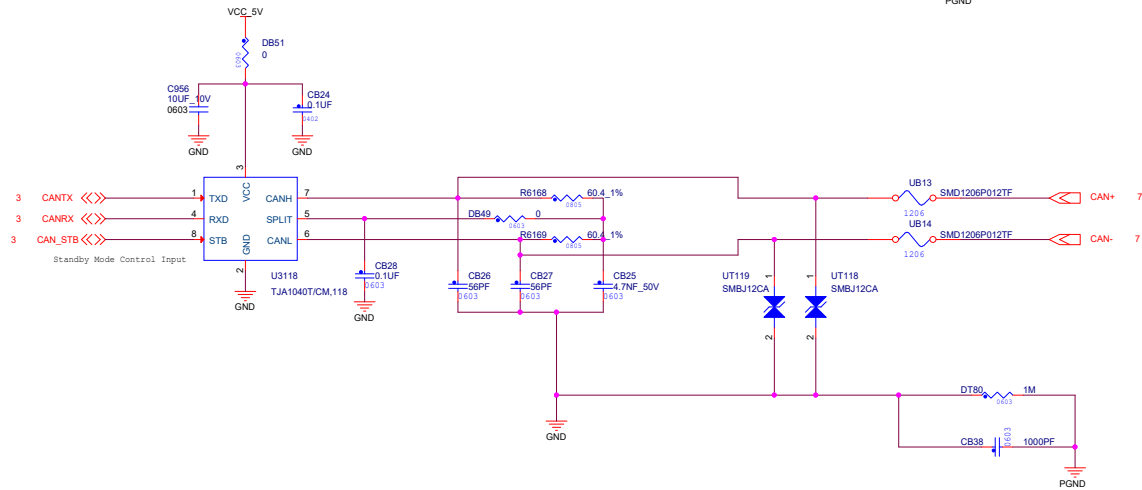 PGND
VCC_5V
DB51
0
0603
C956
10UF_10V
0603
CB24
0.1UF
0402
GND
GND
3
3 CANTX
1
TXD
VCC
CANH
7
R6168
60.4_1%
0805
UB13
SMD1206P012TF
1206
CAN+ 7
3 CANRX
4
RXD
SPLIT
5
DB49
0
0603
3 CAN_STB
8
STB
GND
CANL
6
R6169
60.4_1%
0805
UB14
SMD1206P012TF
1206
CAN- 7
Standby Mode Control Input
2
U3118
TJA1040T/CM,118
GND
CB28
0.1UF
0603
GND
CB26
56PF
0603
CB27
56PF
0603
CB25
4.7NF_50V
0603
UT119
SMBJ12CA
1
2
UT118
SMBJ12CA
1
2
GND
DT80
1M
0603
CB38
0603
1000PF
PGND